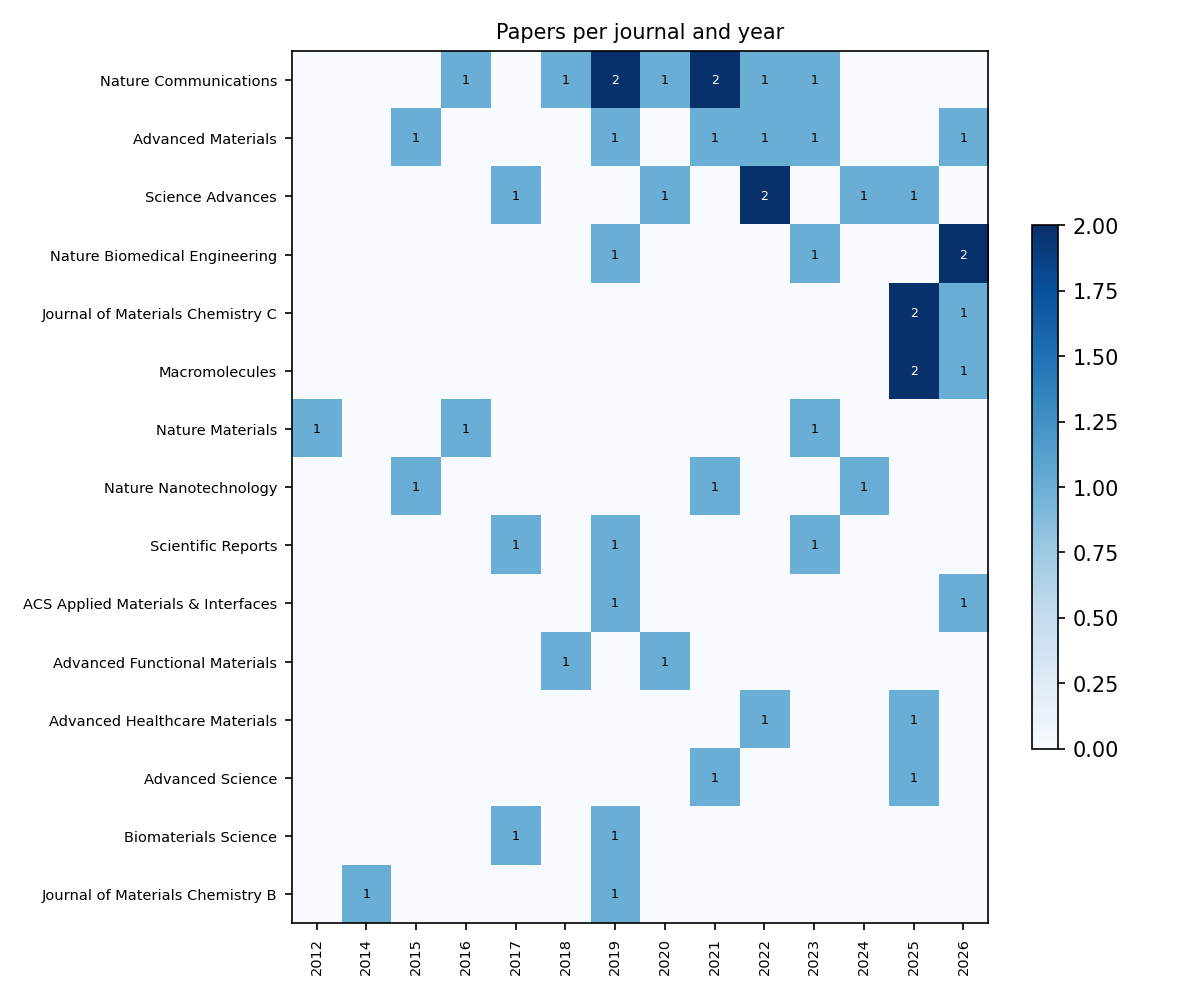 Papers per journal and year
Nature Communications 1 1 2 1 2 1 1
Advanced Materials 1 1 1 1 1 1
Science Advances 1 1 2 1 1
Nature Biomedical Engineering 1 1 2
Journal of Materials Chemistry C 2 1
Macromolecules 2 1
Nature Materials 1 1 1
Nature Nanotechnology 1 1 1
Scientific Reports 1 1 1
ACS Applied Materials & Interfaces 1 1
Advanced Functional Materials 1 1
Advanced Healthcare Materials 1 1
Advanced Science 1 1
Biomaterials Science 1 1
Journal of Materials Chemistry B 1 1
2012 2014 2015 2016 2017 2018 2019 2020 2021 2022 2023 2024 2025 2026
2.00
1.75
1.50
1.25
1.00
0.75
0.50
0.25
0.00